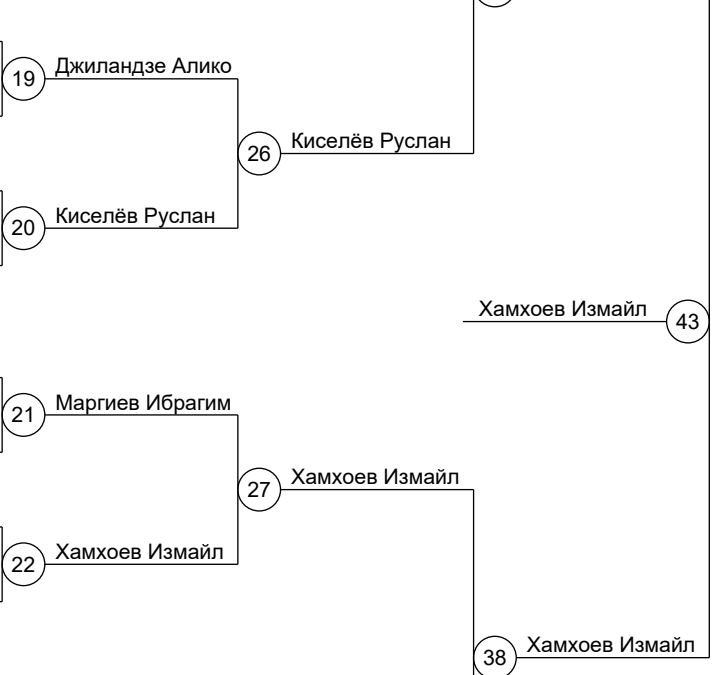 Джиландзе Алико
19
Киселёв Руслан
26
Киселёв Руслан
20
Хамхоев Измайл
43
Маргиев Ибрагим
21
Хамхоев Измайл
27
Хамхоев Измайл
22
Хамхоев Измайл
38